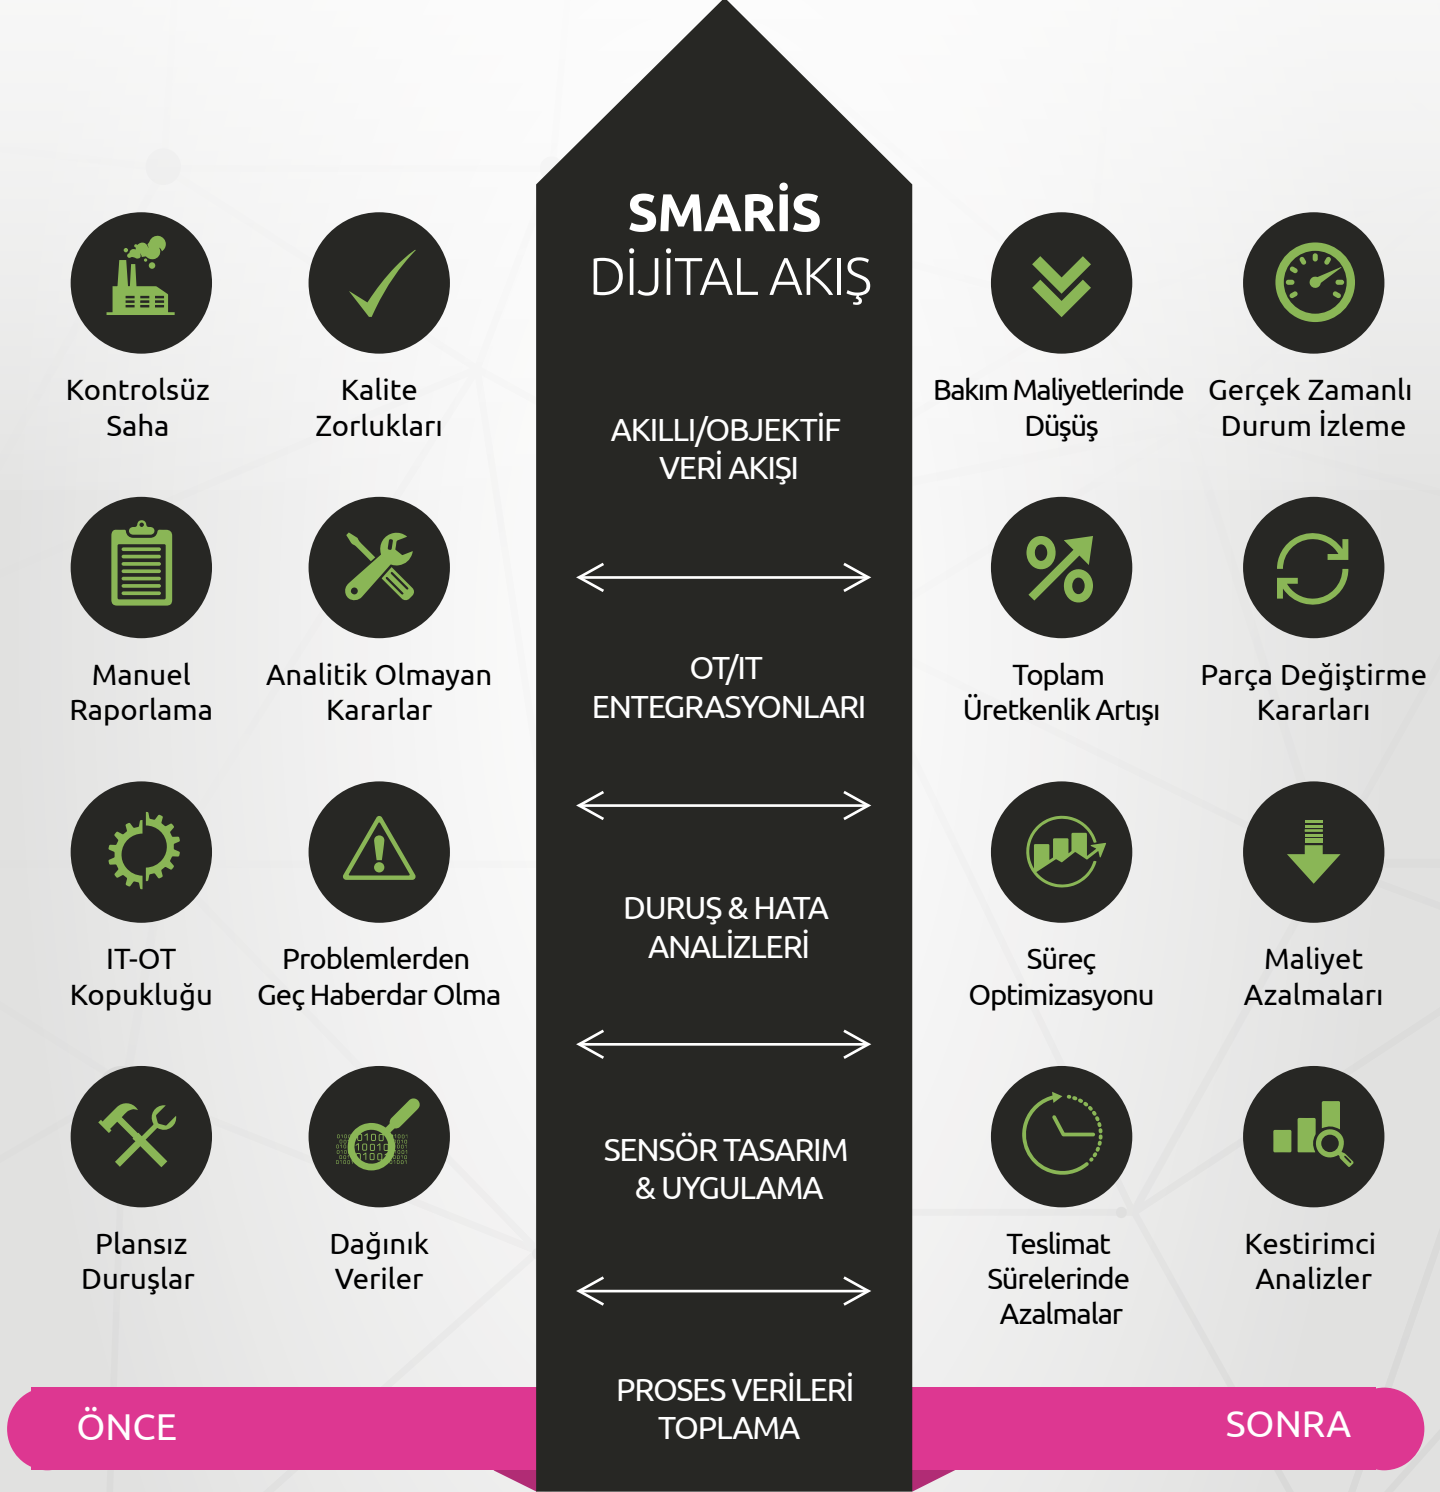 SMARİS
DİJİTAL AKIŞ
Kontrolsüz
Saha
Kalite
Zorlukları
Manuel
Raporlama
Analitik Olmayan
Kararlar
IT-OT
Kopukluğu
Problemlerden
Geç Haberdar Olma
Plansız
Duruşlar
Dağınık
Veriler
ÖNCE
AKILLI/OBJEKTİF
VERİ AKIŞI
OT/IT
ENTEGRASYONLARI
DURUŞ & HATA
ANALİZLERİ
SENSÖR TASARIM
& UYGULAMA
PROSES VERİLERİ
TOPLAMA
Bakım Maliyetlerinde
Düşüş
Gerçek Zamanlı
Durum İzleme
Toplam
Üretkenlik Artışı
Parça Değiştirme
Kararları
Süreç
Optimizasyonu
Maliyet
Azalmaları
Teslimat
Sürelerinde
Azalmalar
Kestirimci
Analizler
SONRA